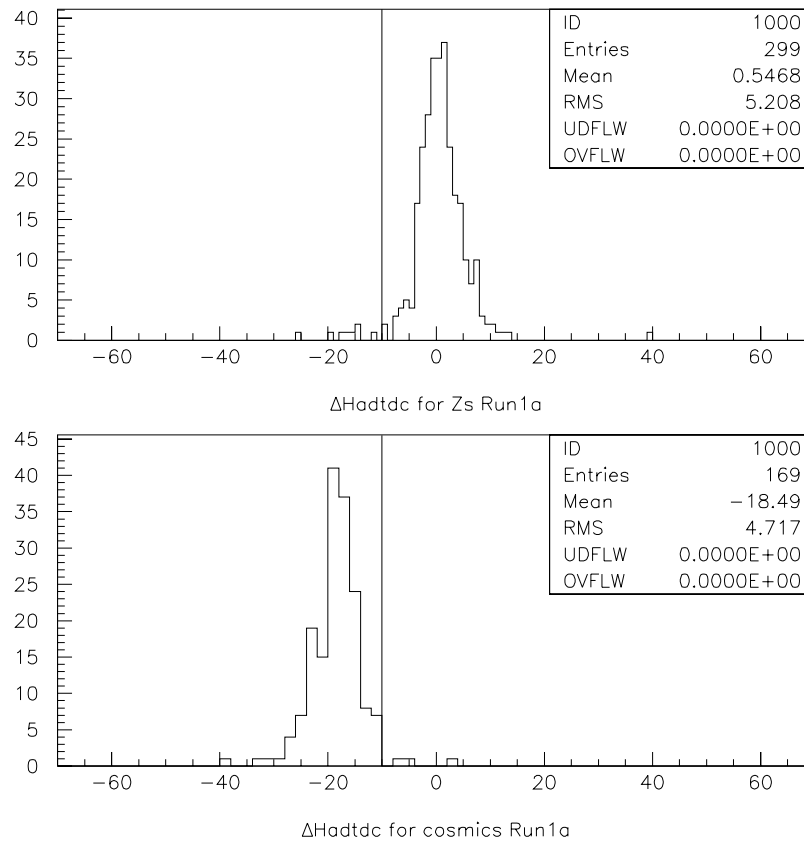 40
35
30
25
20
15
10
5
0
−60 −40 −20 0 20 40 60
ID 1000
Entries 299
Mean 0.5468
RMS 5.208
UDFLW 0.0000E+00
OVFLW 0.0000E+00
ΔHadtdc for Zs Run1a
45
40
35
30
25
20
15
10
5
0
−60 −40 −20 0 20 40 60
ID 1000
Entries 169
Mean −18.49
RMS 4.717
UDFLW 0.0000E+00
OVFLW 0.0000E+00
ΔHadtdc for cosmics Run1a